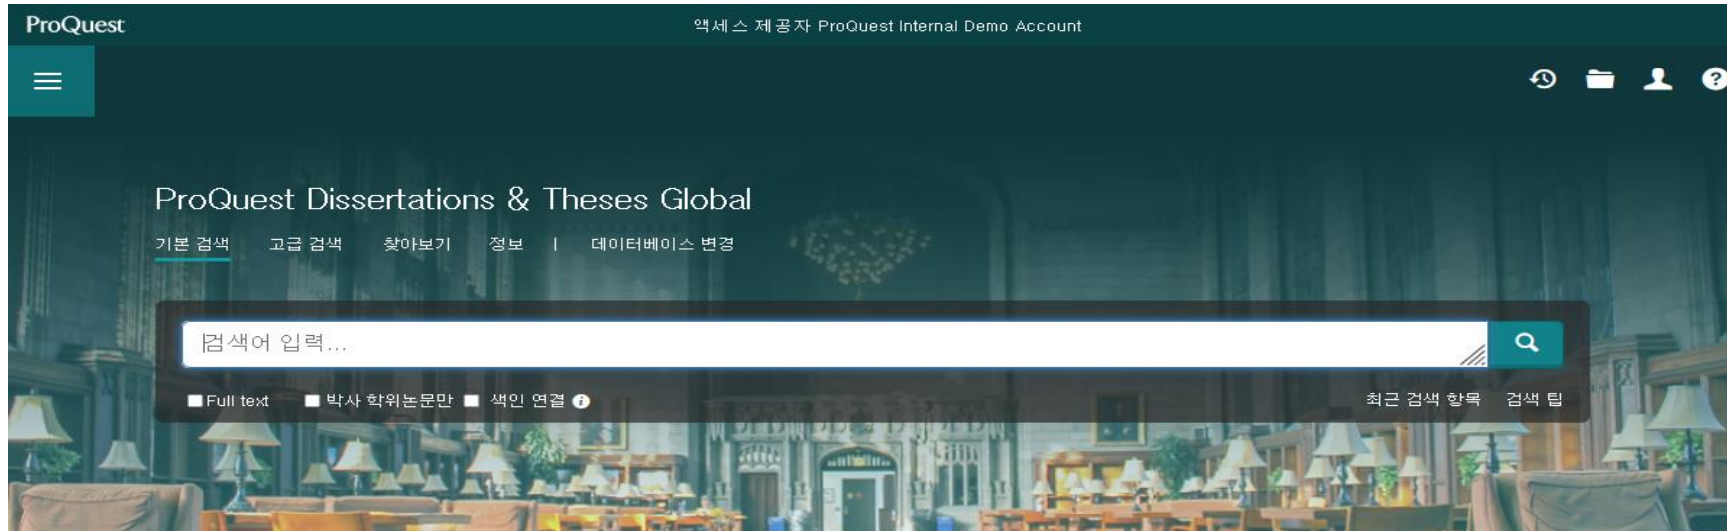 ProQuest
액세스 제공자 ProQuest Internal Demo Account
ProQuest Dissertations & Theses Global
기본 검색 고급 검색 찾아보기 정보 | 데이터베이스 변경
검색어 입력...
Full text 박사 학위논문만 색인 연결 최근 검색 항목 검색 팁